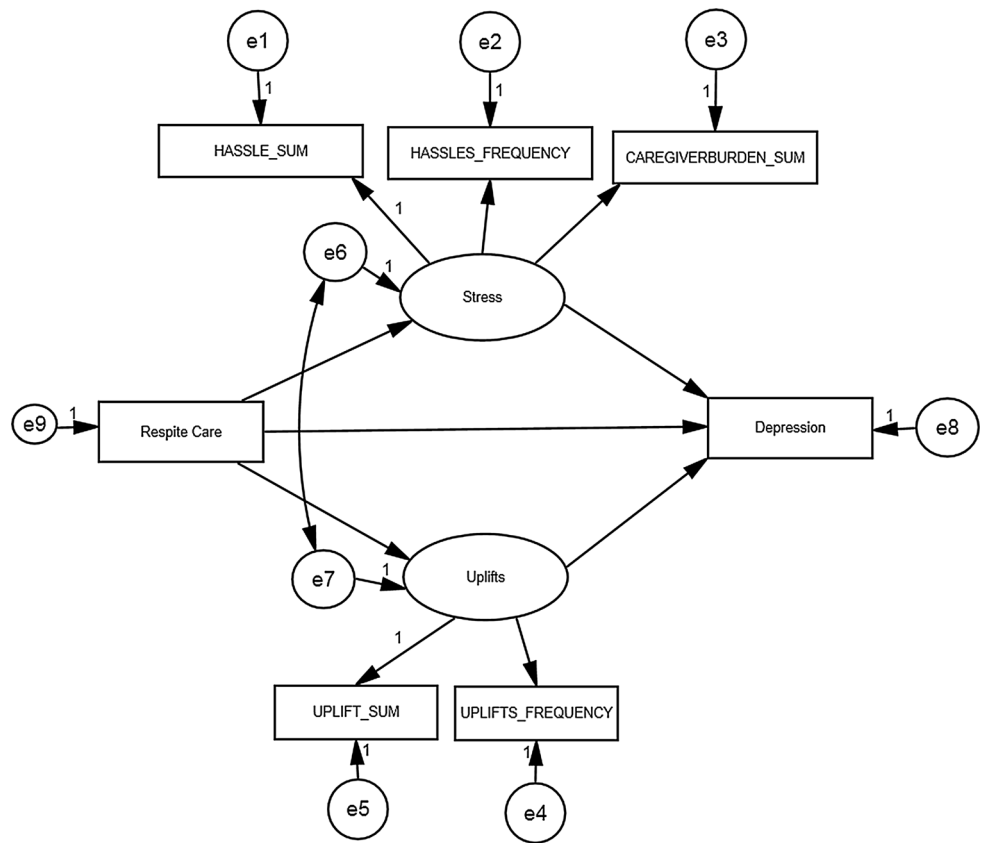 e1
e2
e3
1
1
1
HASSLE_SUM
HASSLES_FREQUENCY
CAREGIVERBURDEN_SUM
1
e6
1
Stress
e9
1
Respite Care
Depression
1
e8
e7
1
Uplifts
1
UPLIFT_SUM
UPLIFTS_FREQUENCY
1
1
e5
e4